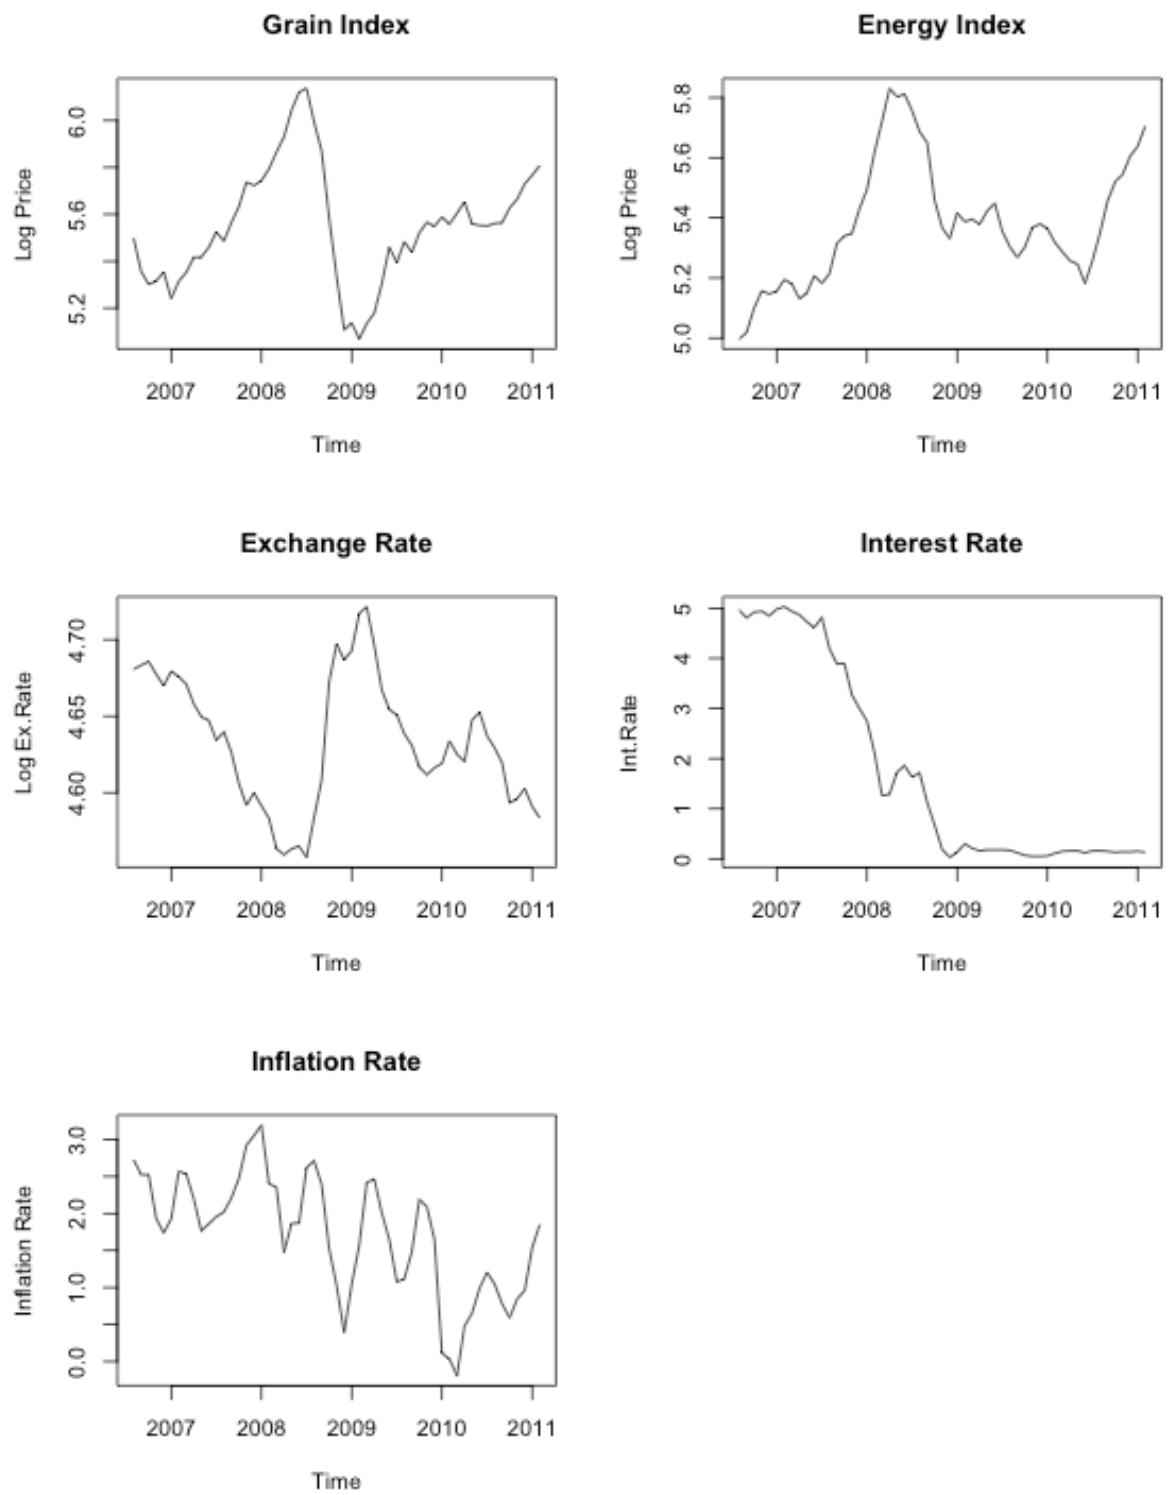 Grain Index
Log Price
6.0
5.6
5.2
2007 2008 2009 2010 2011
Time
Energy Index
Log Price
5.8
5.6
5.4
5.2
5.0
2007 2008 2009 2010 2011
Time
Exchange Rate
Log Ex.Rate
4.70
4.65
4.60
2007 2008 2009 2010 2011
Time
Interest Rate
Int.Rate
5
4
3
2
1
0
2007 2008 2009 2010 2011
Time
Inflation Rate
Inflation Rate
3.0
2.0
1.0
0.0
2007 2008 2009 2010 2011
Time